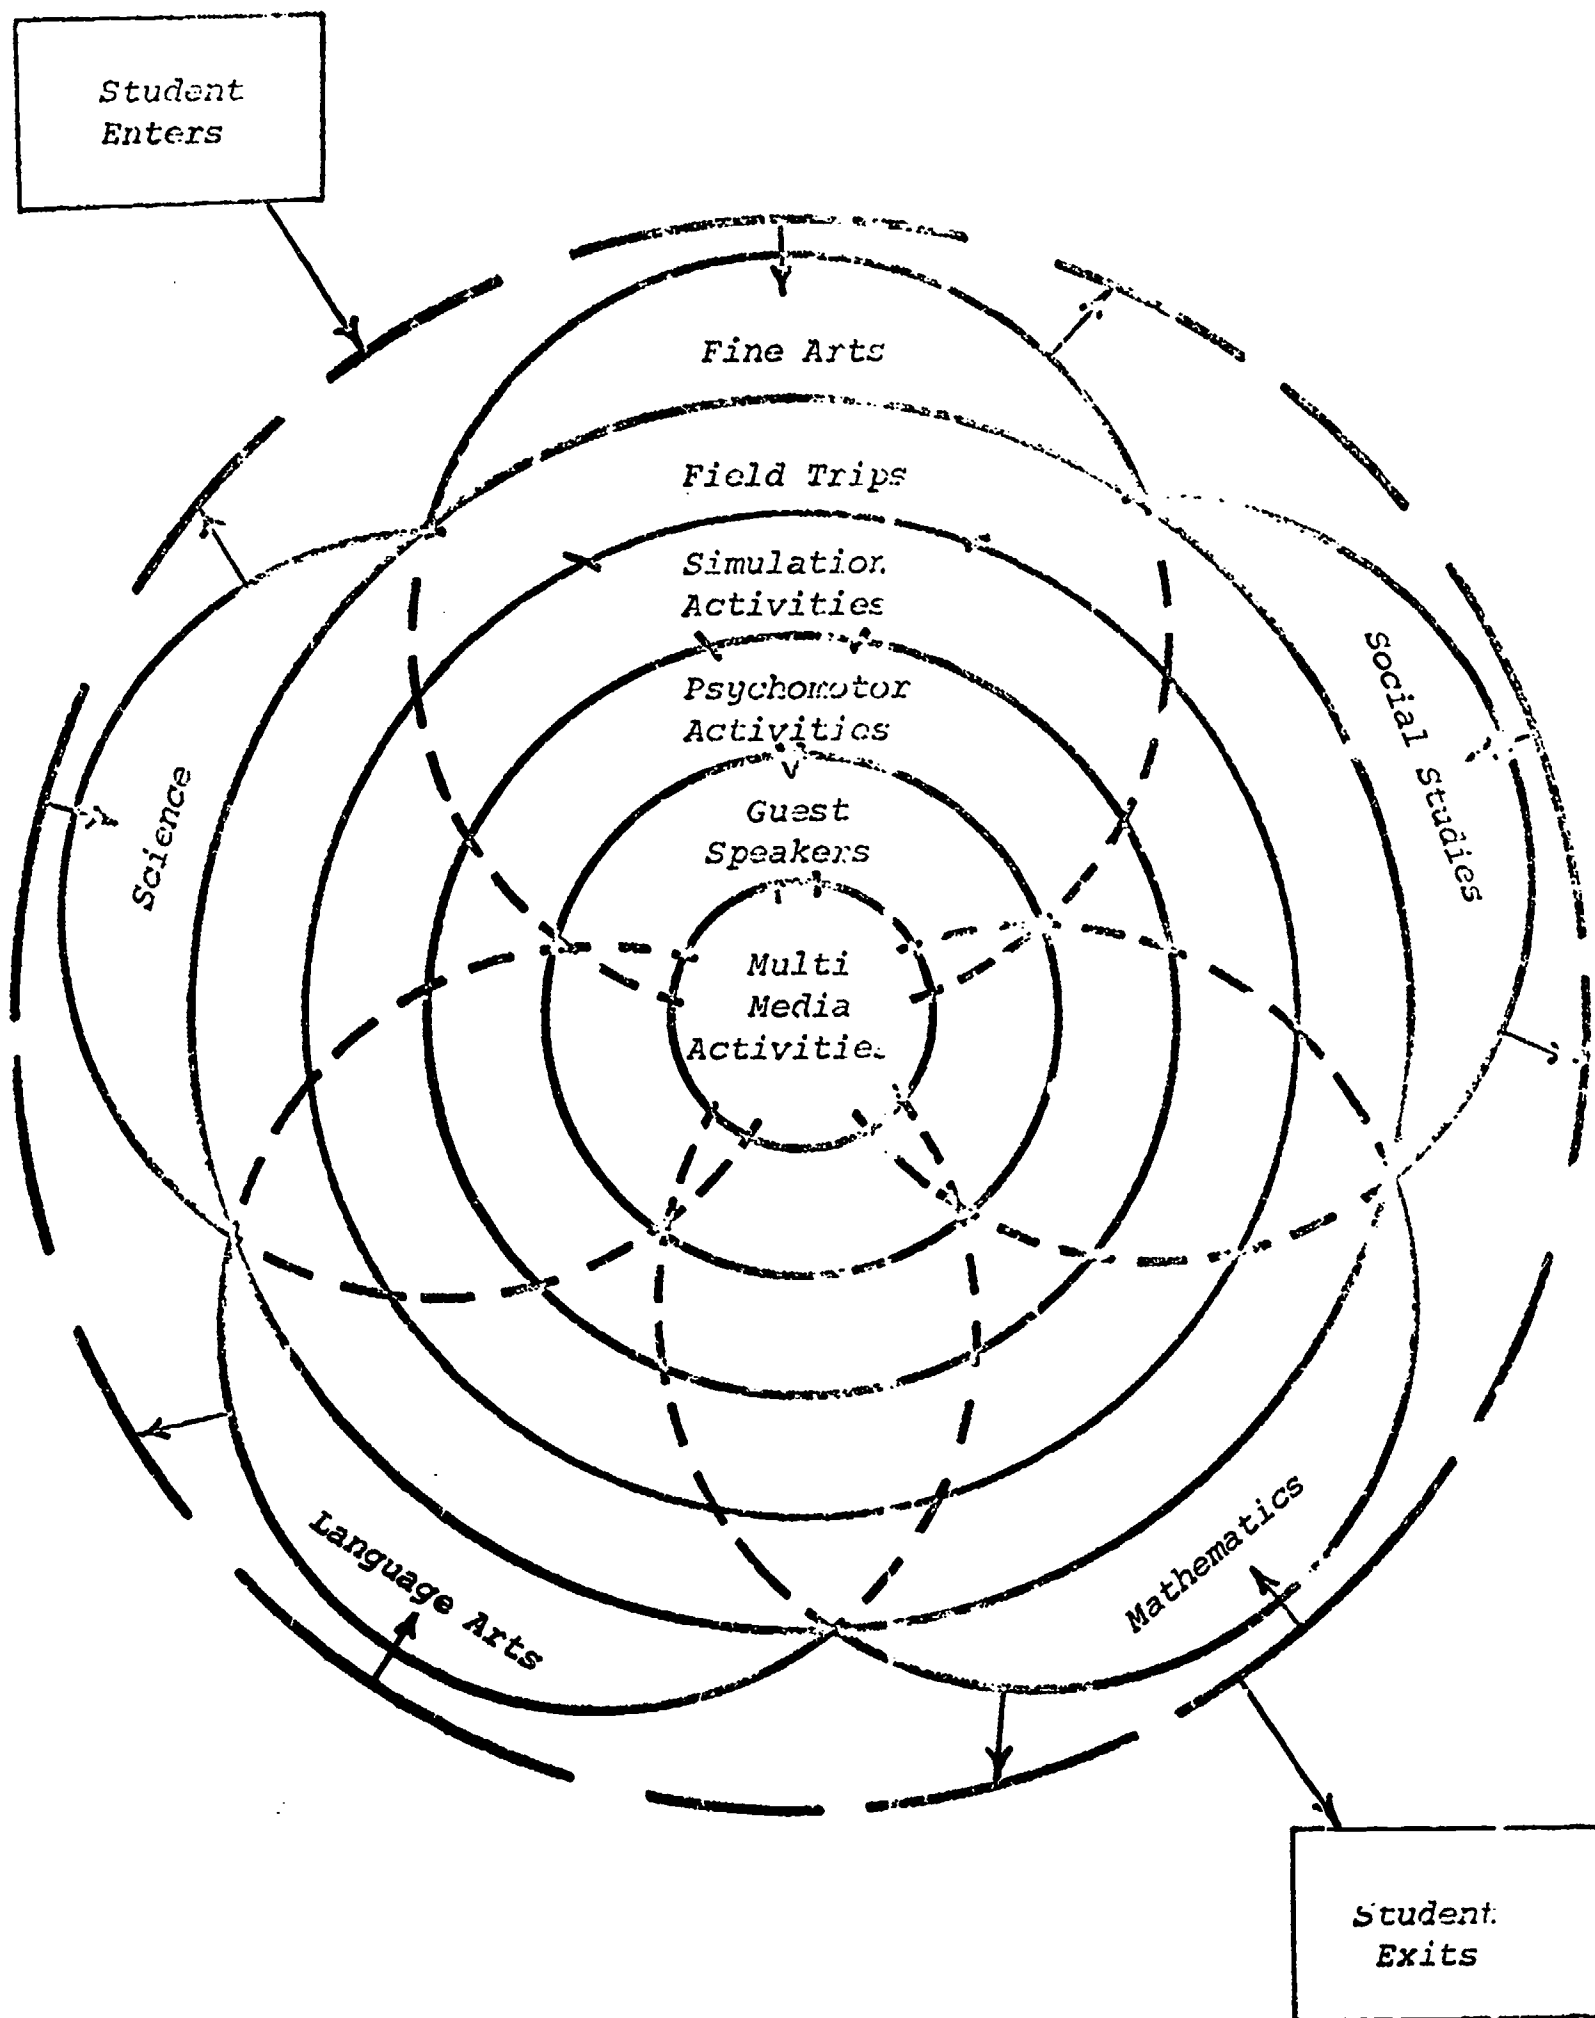 Student
Enters
Fine Arts
Field Trips
Simulation
Activities
Psychomotor
Activities
Guest
Speakers
Multi
Media
Activities
Science
Social Studies
Language Arts
Mathematics
Student
Exits